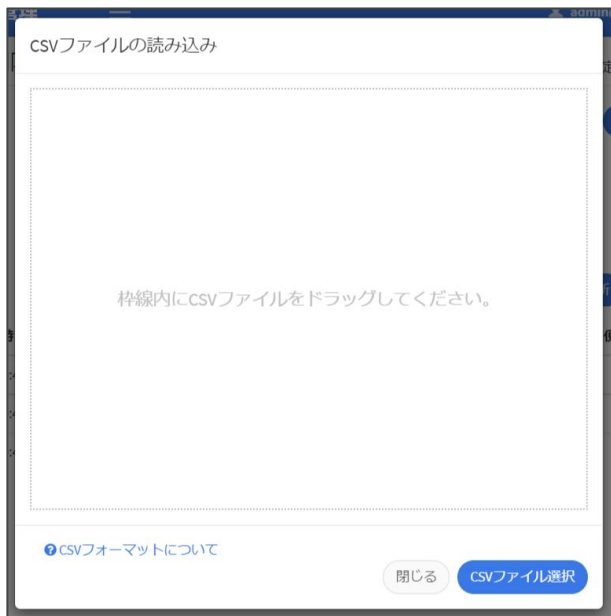 admin
CSVファイルの読み込み
枠線内にCSVファイルをドラッグしてください。
CSVフォーマットについて
閉じる
CSVファイル選択